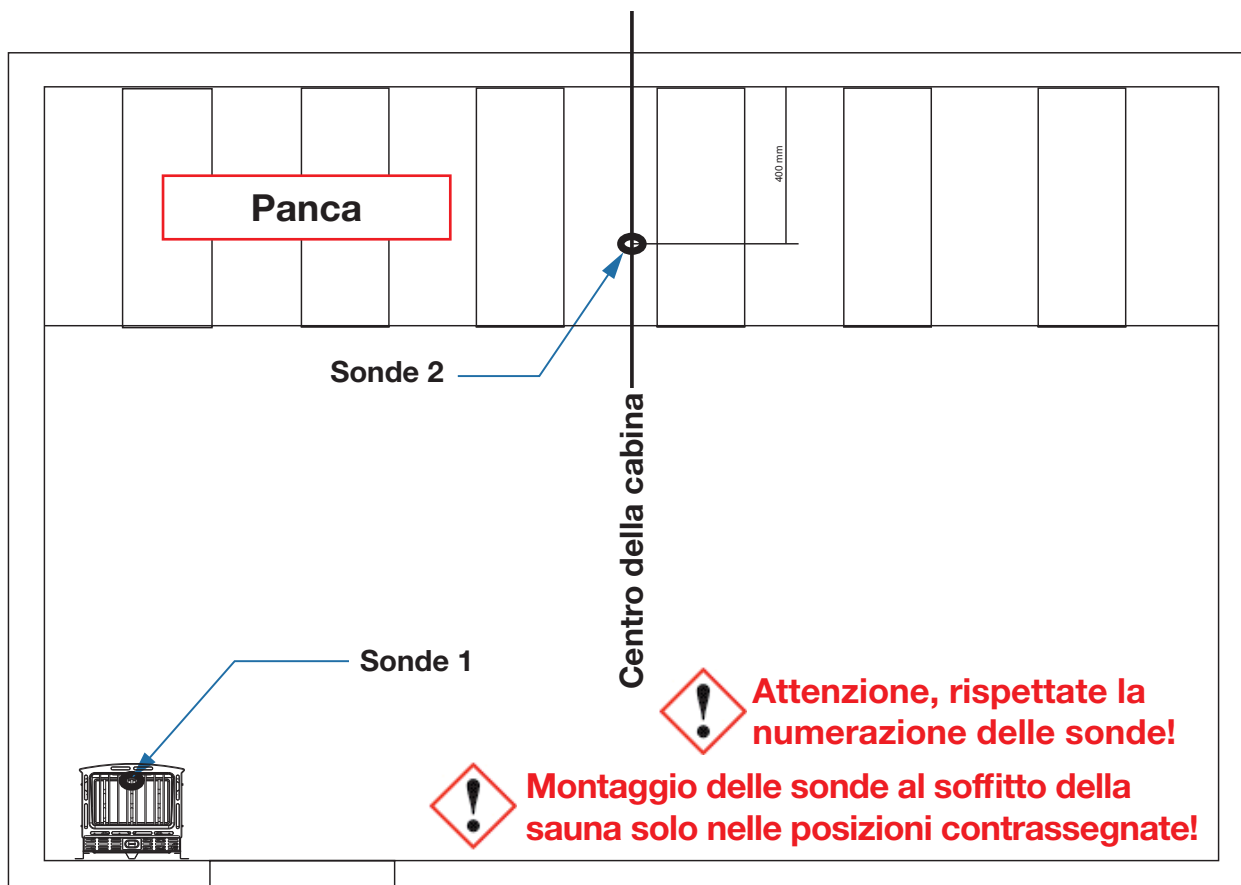 400 mm
Panca
Sonde 2
Centro della cabina
Sonde 1
Attenzione, rispettate la
numerazione delle sonde!
Montaggio delle sonde al soffitto della
sauna solo nelle posizioni contrassegnate!